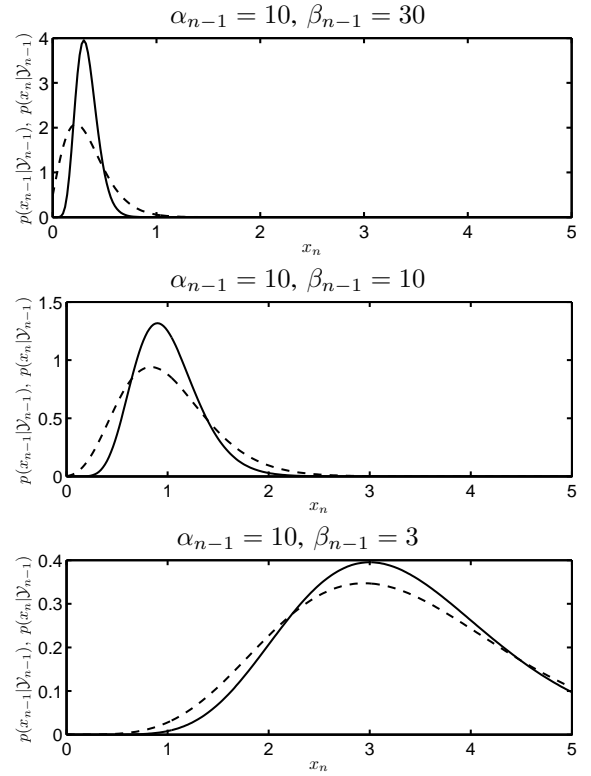 α_{n−1} = 10, β_{n−1} = 30
p(x_{n−1}|𝒴_{n−1}), p(x_n|𝒴_{n−1})
4
3
2
1
0
0 1 2 3 4 5
x_n
α_{n−1} = 10, β_{n−1} = 10
p(x_{n−1}|𝒴_{n−1}), p(x_n|𝒴_{n−1})
1.5
1
0.5
0
0 1 2 3 4 5
x_n
α_{n−1} = 10, β_{n−1} = 3
p(x_{n−1}|𝒴_{n−1}), p(x_n|𝒴_{n−1})
0.4
0.3
0.2
0.1
0
0 1 2 3 4 5
x_n